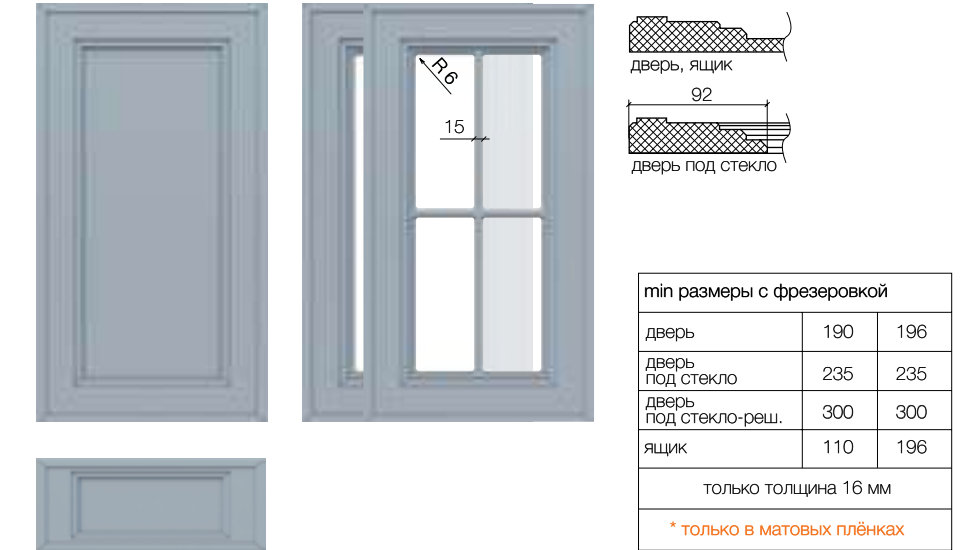 R6
15
дверь, ящик
92
дверь под стекло
min размеры с фрезеровкой
дверь 190 196
дверь
под стекло 235 235
дверь
под стекло-реш. 300 300
ящик 110 196
только толщина 16 мм
* только в матовых плёнках